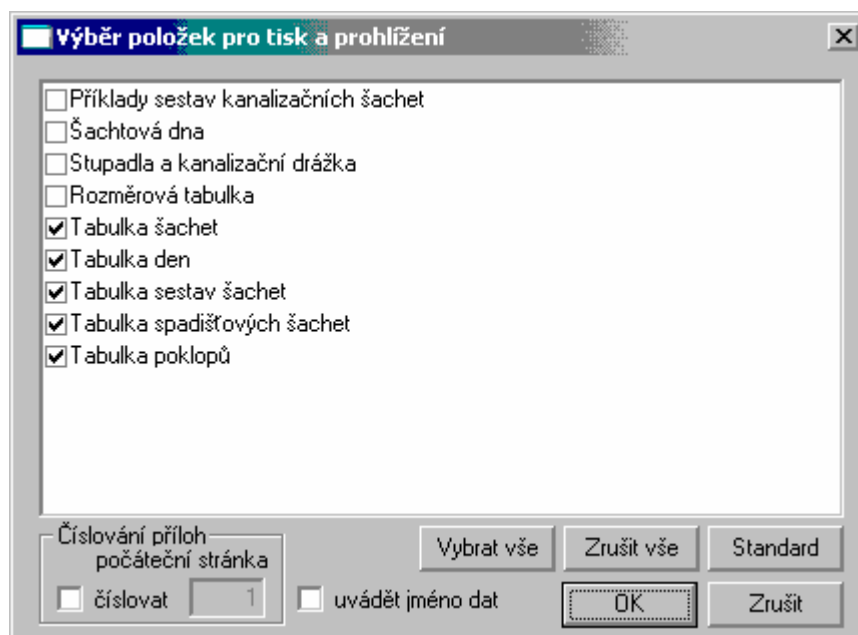 Výběr položek pro tisk a prohlížení
Příklady sestav kanalizačních šachet
Šachtová dna
Stupadla a kanalizační drážka
Rozměrová tabulka
Tabulka šachet
Tabulka den
Tabulka sestav šachet
Tabulka spadišťových šachet
Tabulka poklopů
Číslování příloh
počáteční stránka
číslovat 1
uvádět jméno dat
Vybrat vše Zrušit vše Standard
OK Zrušit